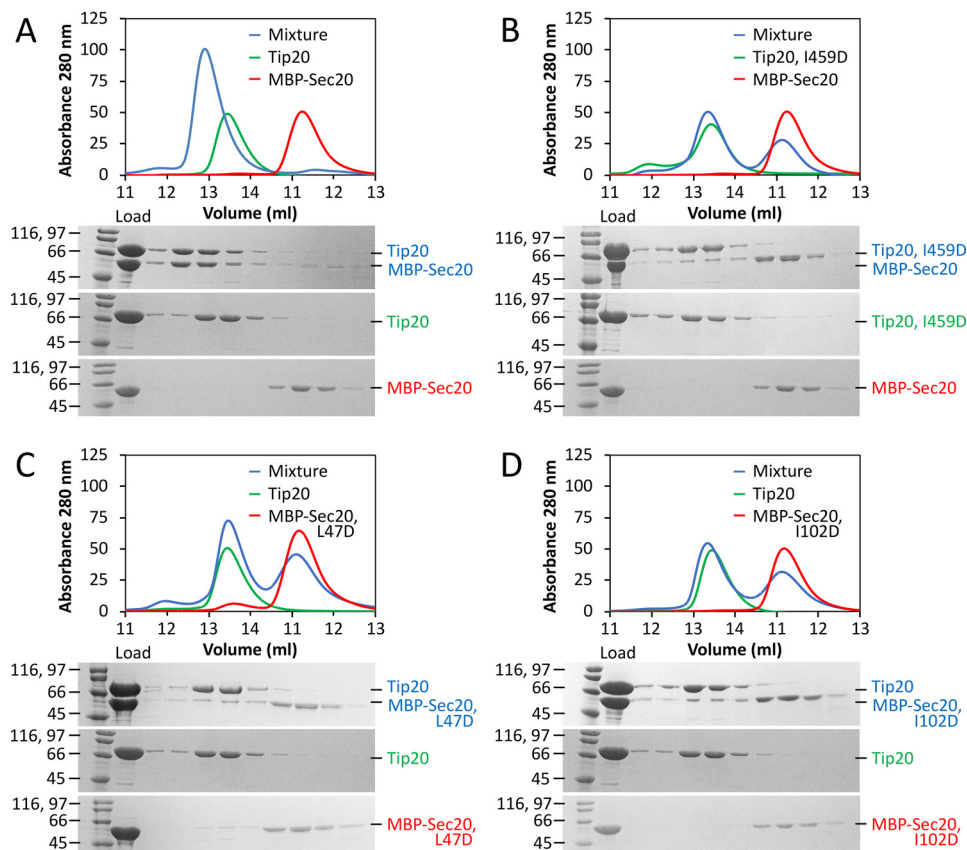 A
Absorbance 280 nm
125
100
75
50
25
0
Mixture
Tip20
MBP-Sec20
11 12 13 14 11 12 13
Load Volume (ml)
116, 97
66
45
Tip20
MBP-Sec20
116, 97
66
45
Tip20
116, 97
66
45
MBP-Sec20
B
Absorbance 280 nm
125
100
75
50
25
0
Mixture
Tip20, I459D
MBP-Sec20
11 12 13 14 11 12 13
Load Volume (ml)
116, 97
66
45
Tip20, I459D
MBP-Sec20
116, 97
66
45
Tip20, I459D
116, 97
66
45
MBP-Sec20
C
Absorbance 280 nm
125
100
75
50
25
0
Mixture
Tip20
MBP-Sec20,
L47D
11 12 13 14 11 12 13
Load Volume (ml)
116, 97
66
45
Tip20
MBP-Sec20,
L47D
116, 97
66
45
Tip20
116, 97
66
45
MBP-Sec20,
L47D
D
Absorbance 280 nm
125
100
75
50
25
0
Mixture
Tip20
MBP-Sec20,
I102D
11 12 13 14 11 12 13
Load Volume (ml)
116, 97
66
45
Tip20
MBP-Sec20,
I102D
116, 97
66
45
Tip20
116, 97
66
45
MBP-Sec20,
I102D